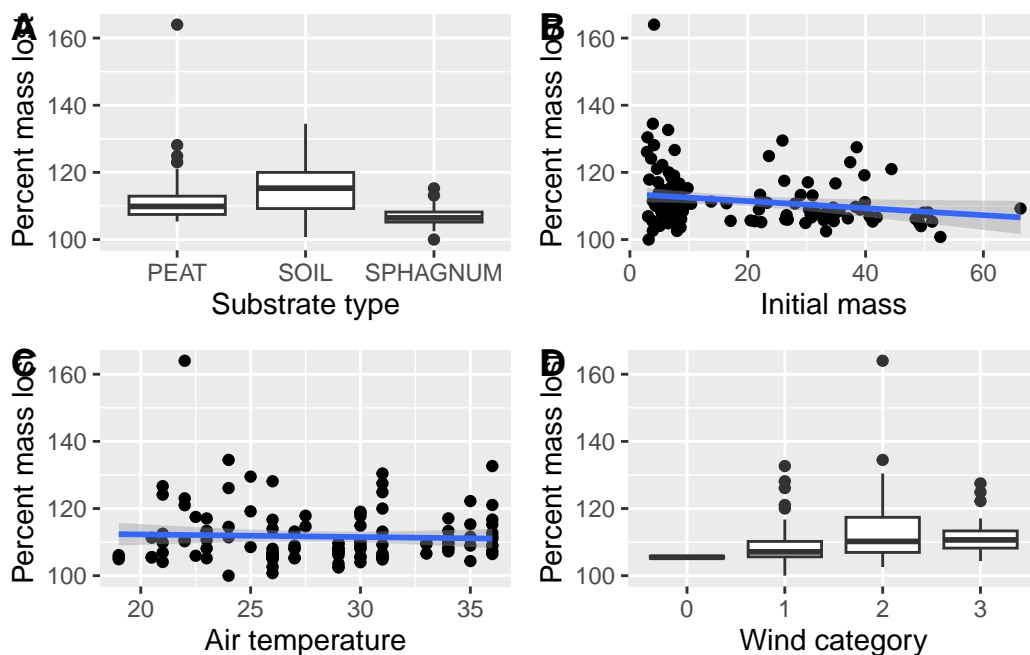 A
Percent mass loss
160
140
120
100
PEAT SOIL SPHAGNUM
Substrate type
B
Percent mass loss
160
140
120
100
0 20 40 60
Initial mass
C
Percent mass loss
160
140
120
100
20 25 30 35
Air temperature
D
Percent mass loss
160
140
120
100
0 1 2 3
Wind category